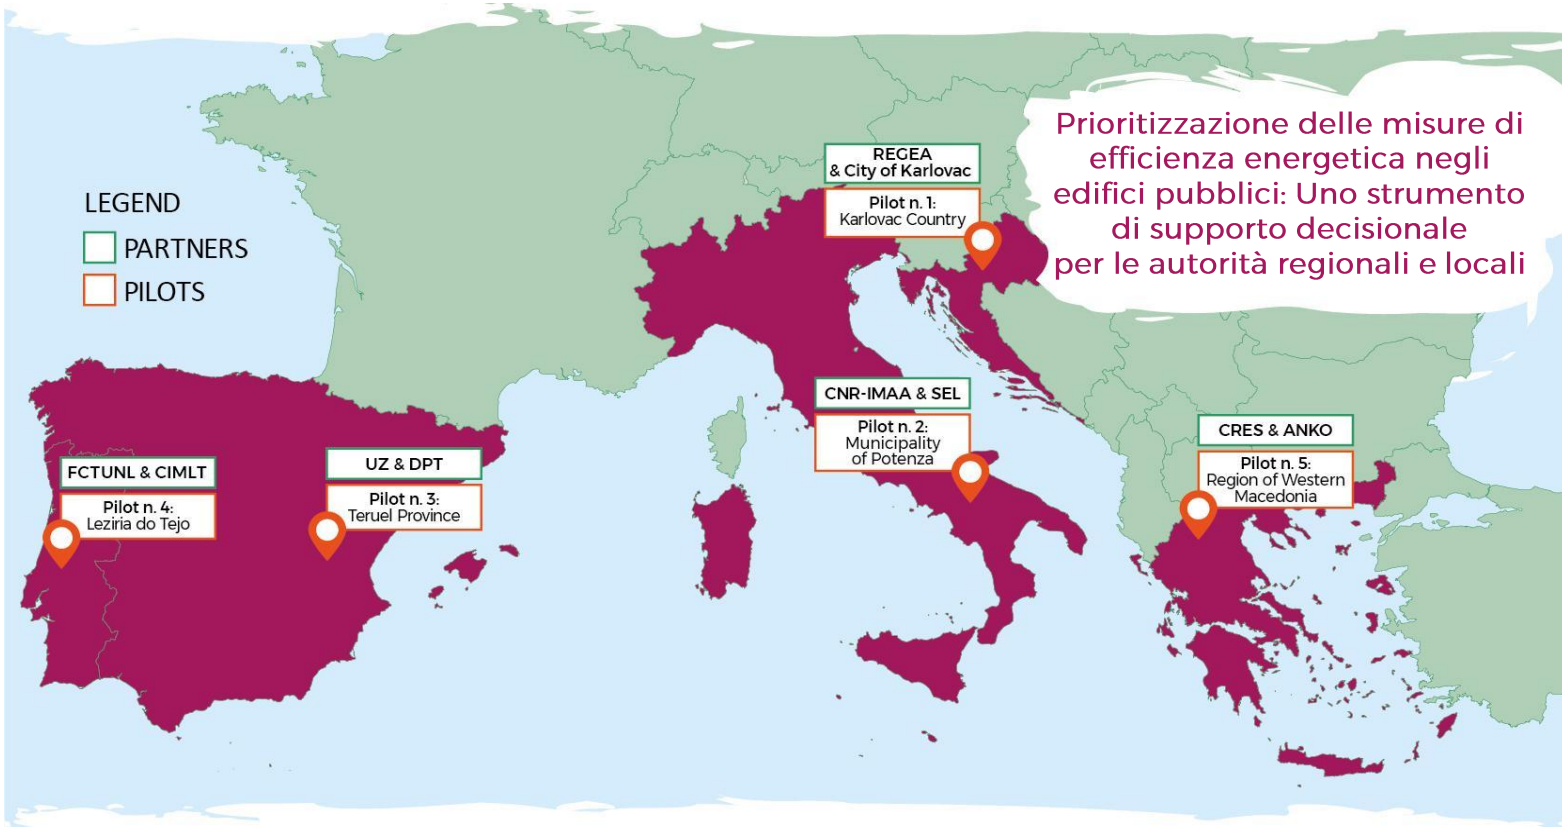 Prioritizzazione delle misure di
efficienza energetica negli
edifici pubblici: Uno strumento
di supporto decisionale
per le autorità regionali e locali
LEGEND
PARTNERS
PILOTS
REGEA
& City of Karlovac
Pilot n. 1:
Karlovac Country
CNR-IMAA & SEL
Pilot n. 2:
Municipality
of Potenza
CRES & ANKO
Pilot n. 5:
Region of Western
Macedonia
FCTUNL & CIMLT
Pilot n. 4:
Leziria do Tejo
UZ & DPT
Pilot n. 3:
Teruel Province